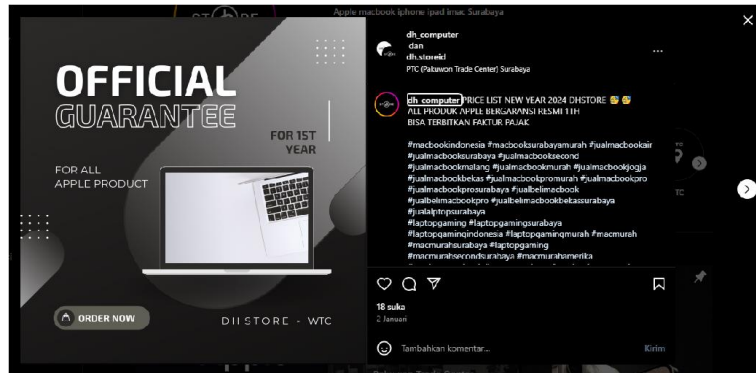 Apple macbook iphone ipad imac Surabaya
OFFICIAL
GUARANTEE
FOR 1ST
YEAR
FOR ALL
APPLE PRODUCT
ORDER NOW
DH STORE - WTC
dh_computer
dan
dh.storeid
PTC (Pakuwon Trade Center) Surabaya
dh_computer PRICE LIST NEW YEAR 2024 DHSTORE
ALL PRODUK APPLE BERGARANSI RESMI 1TH
BISA TERBITKAN FAKTUR PAJAK
#macbookindonesia #macbooksurabayamurah #jualmacbookair
#jualmacbooksurabaya #jualmacbooksecond
#jualmacbookmalang #jualmacbookmurah #jualmacbookjogja
#jualmacbookbekas #jualmacbookpromurah #jualmacbookpro
#jualmacbookprosurabaya #jualbelimacbook
#jualbelimacbookpro #jualbelimacbookbekassurabaya
#jualalptopsurabaya
#laptopgaming #laptopgamingsurabaya
#laptopgamingindonesia #laptopgamingmurah #macmurah
#macmurahsurabaya #laptopgaming
#macmurahsecondsurabaya #macmurahamerika
18 suka
2 Januari
Tambahkan komentar...
Kirim